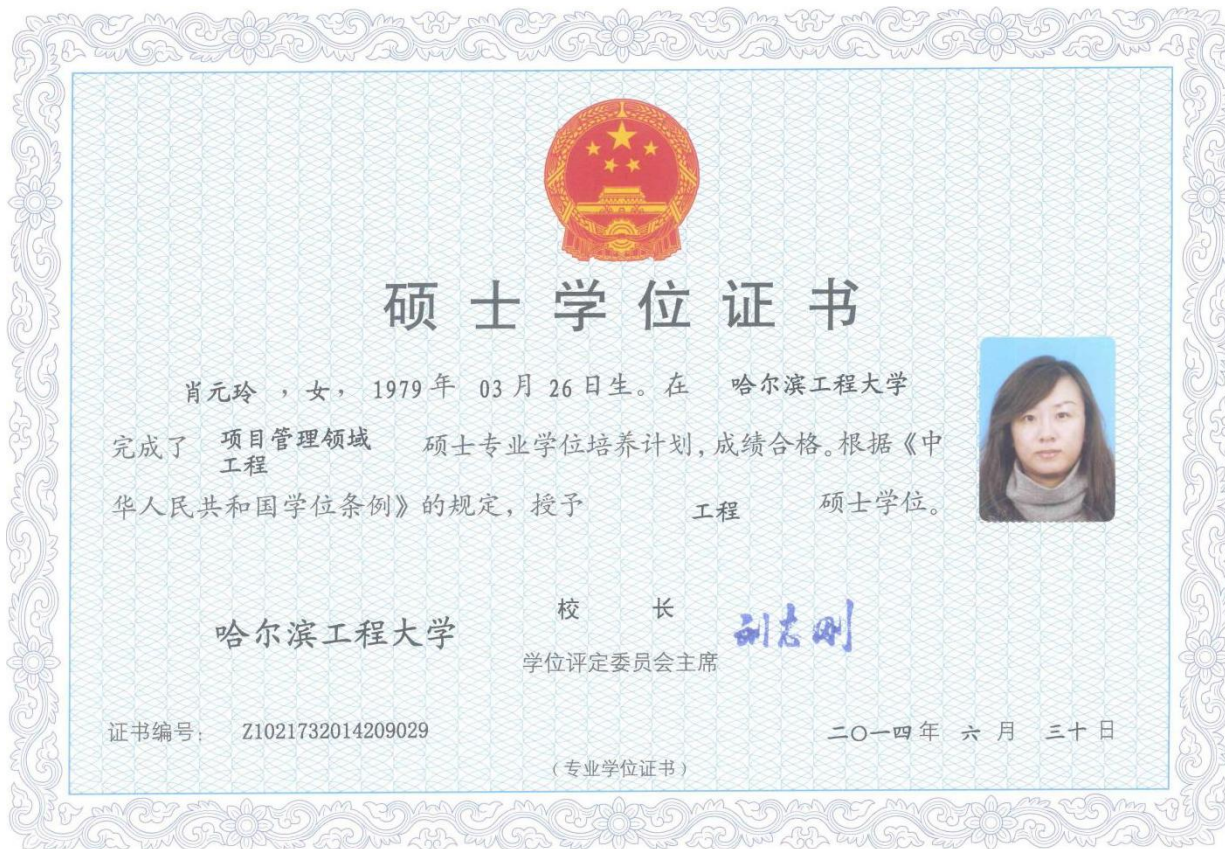 硕士学位证书
肖元玲 ，女， 1979 年 03 月 26 日生。在 哈尔滨工程大学
完成了 项目管理领域工程 硕士专业学位培养计划，成绩合格。根据《中
华人民共和国学位条例》的规定，授予 工程 硕士学位。
校 长 刘志刚
哈尔滨工程大学
学位评定委员会主席
证书编号： Z1021732014209029 二〇一四年 六 月 三十 日
（专业学位证书）